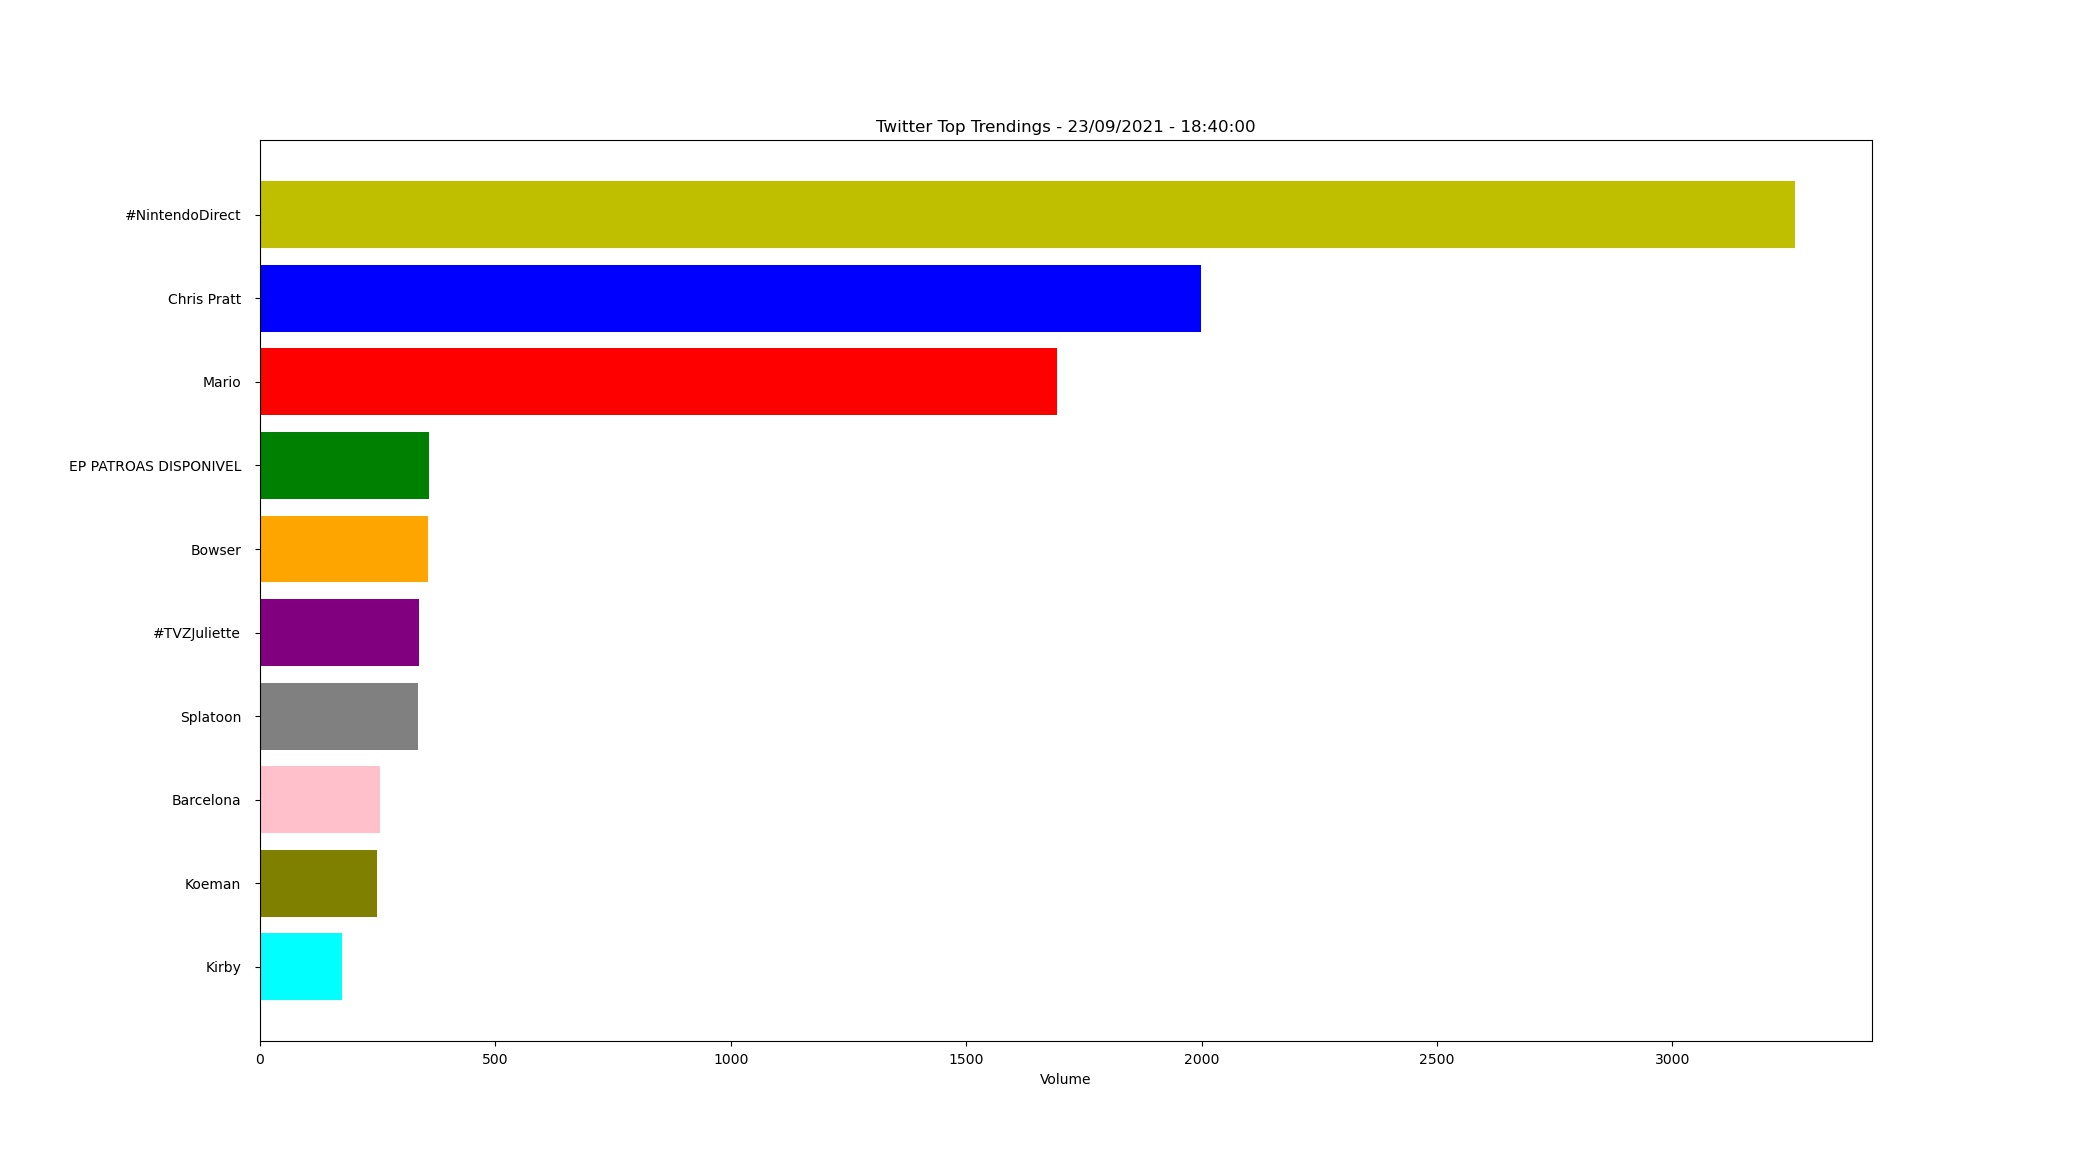 Twitter Top Trendings - 23/09/2021 - 18:40:00
#NintendoDirect
Chris Pratt
Mario
EP PATROAS DISPONIVEL
Bowser
#TVZJuliette
Splatoon
Barcelona
Koeman
Kirby
0 500 1000 1500 2000 2500 3000
Volume